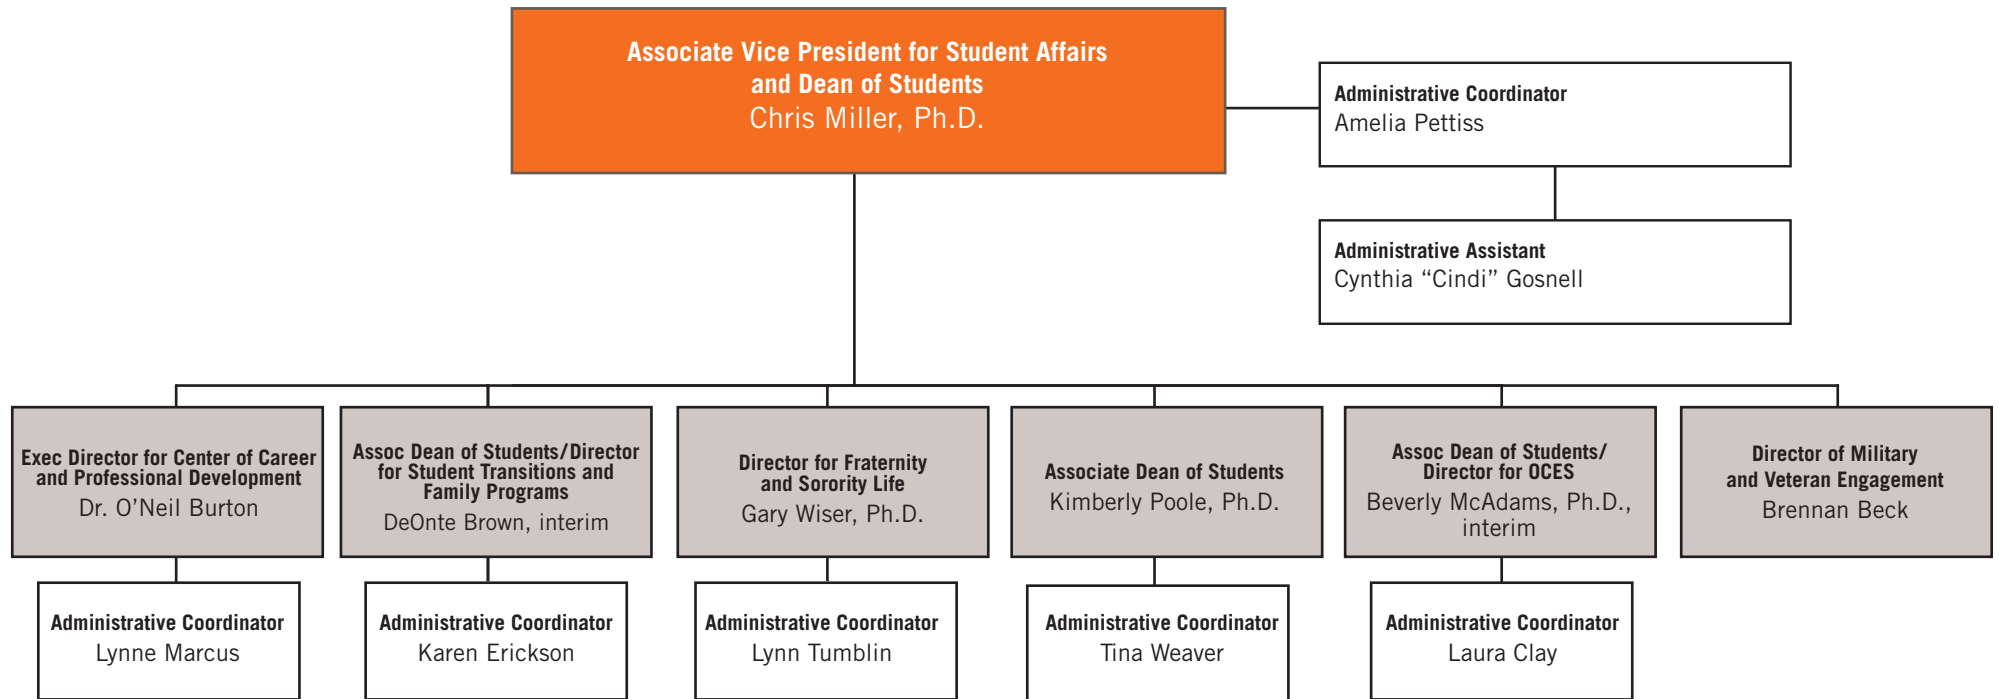 Associate Vice President for Student Affairs
and Dean of Students
Chris Miller, Ph.D.
Administrative Coordinator
Amelia Pettiss
Administrative Assistant
Cynthia “Cindi” Gosnell
Exec Director for Center of Career
and Professional Development
Dr. O’Neil Burton
Assoc Dean of Students/Director
for Student Transitions and
Family Programs
DeOnte Brown, interim
Director for Fraternity
and Sorority Life
Gary Wiser, Ph.D.
Associate Dean of Students
Kimberly Poole, Ph.D.
Assoc Dean of Students/
Director for OCES
Beverly McAdams, Ph.D.,
interim
Director of Military
and Veteran Engagement
Brennan Beck
Administrative Coordinator
Lynne Marcus
Administrative Coordinator
Karen Erickson
Administrative Coordinator
Lynn Tumblin
Administrative Coordinator
Tina Weaver
Administrative Coordinator
Laura Clay